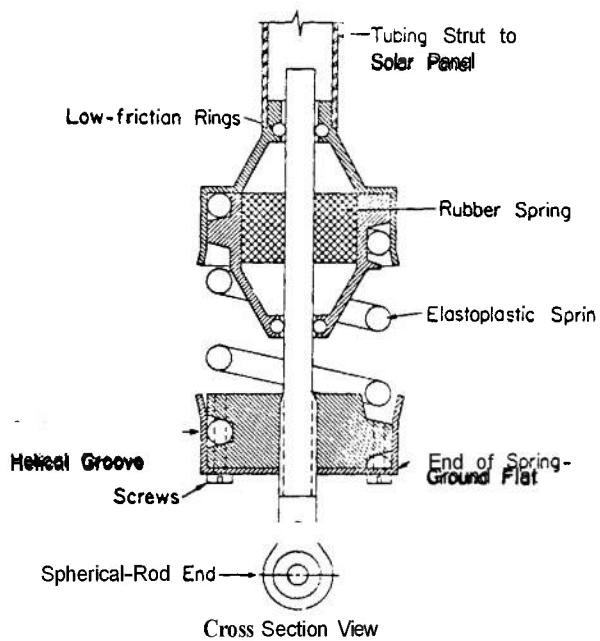 Tubing Strut to
Solar Panel
Low-friction Rings
Rubber Spring
Elastoplastic Sprin
Helical Groove
End of Spring-
Ground Flat
Screws
Spherical-Rod End
Cross Section View